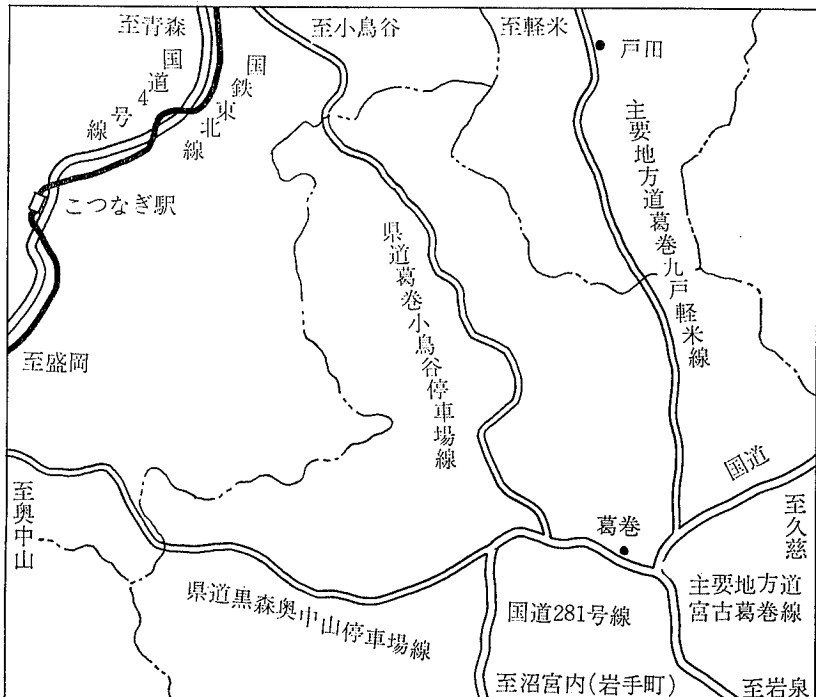 至青森
国道4号線
国鉄東北線
こつなぎ駅
至盛岡
至小鳥谷
至軽米
戸田
主要地方道葛巻九戸軽米線
県道葛巻小鳥谷停車場線
国道
至久慈
至奥中山
葛巻
県道黒森奥中山停車場線
国道281号線
主要地方道
宮古葛巻線
至沼宮内(岩手町)
至岩泉